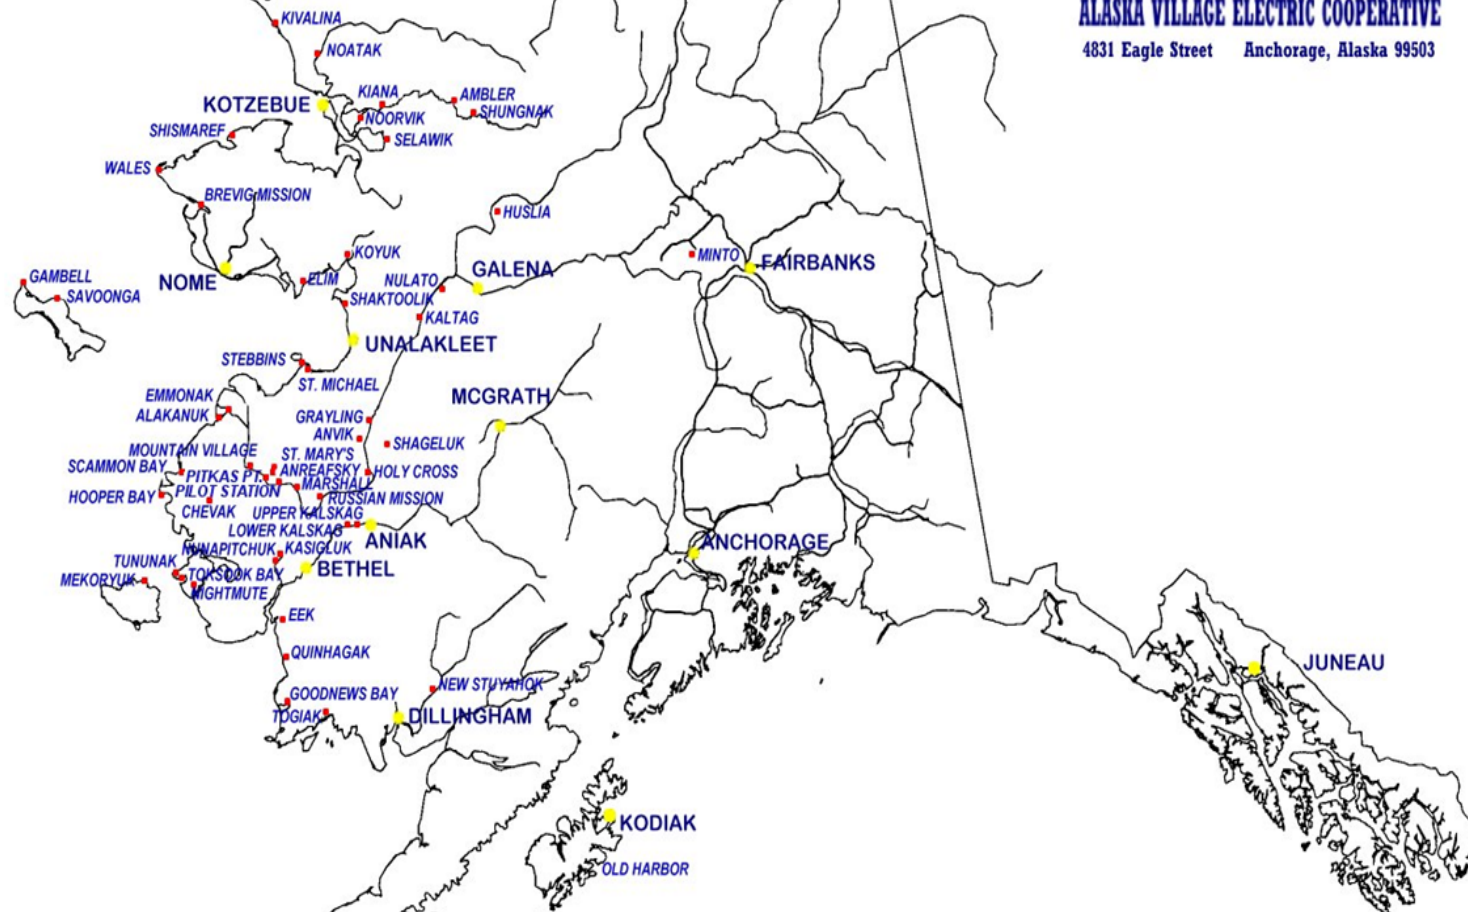 ALASKA VILLAGE ELECTRIC COOPERATIVE
4831 Eagle Street Anchorage, Alaska 99503
KIVALINA
NOATAK
KIANA
AMBLER
KOTZEBUE
SHUNGNAK
NOORVIK
SHISMAREF
SELAWIK
WALES
BREVIG MISSION
HUSLIA
KOYUK
MINTO
FAIRBANKS
GALENA
NOME
ELIM
NULATO
GAMBELL
SAVOONGA
SHAKTOOLIK
KALTAG
UNALAKLEET
STEBBINS
ST. MICHAEL
EMMONAK
MCGRATH
ALAKANUK
GRAYLING
ANVIK
SHAGELUK
MOUNTAIN VILLAGE
ST. MARY'S
SCAMMON BAY
PITKAS PT.
ANREAFSKY
HOLY CROSS
MARSHALL
HOOPER BAY
PILOT STATION
RUSSIAN MISSION
CHEVAK
UPPER KALSKAG
LOWER KALSKAG
ANIAK
ANCHORAGE
NUNAPITCHUK
KASIGLUK
TUNUNAK
BETHEL
TOKSOOK BAY
MEKORYUK
NIGHTMUTE
EEK
QUINHAGAK
JUNEAU
NEW STUYAHOK
GOODNEWS BAY
TOGIAK
DILLINGHAM
KODIAK
OLD HARBOR